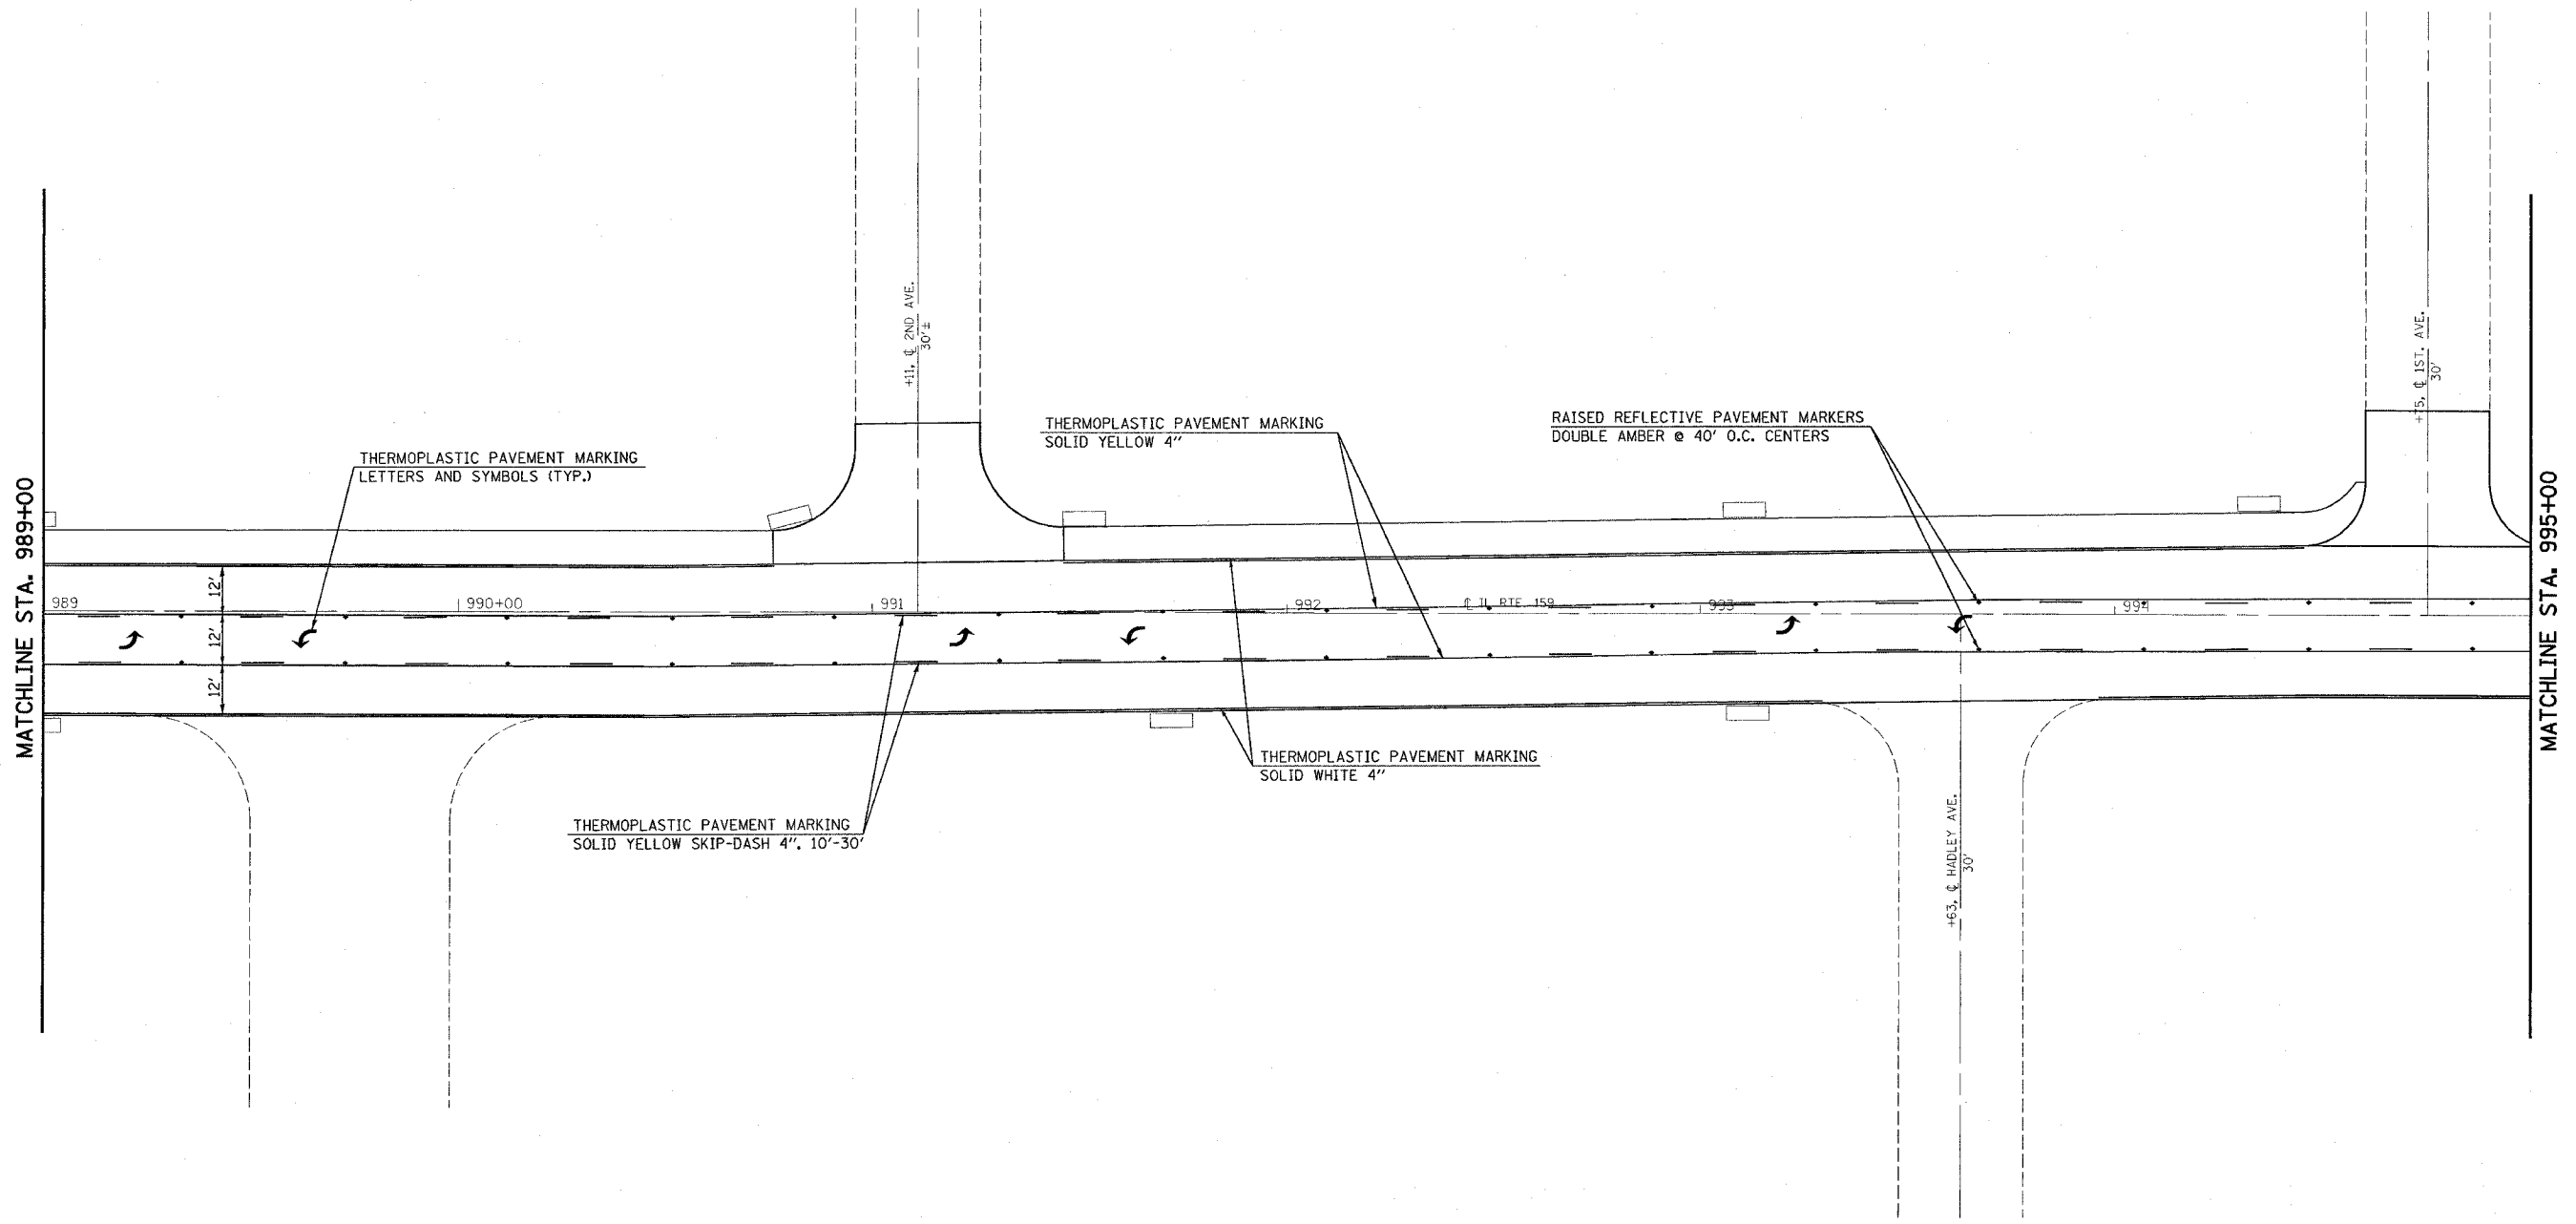 +11, ℄ 2ND AVE.
30'±
+75, ℄ 1ST. AVE.
30'
THERMOPLASTIC PAVEMENT MARKING
SOLID YELLOW 4"
RAISED REFLECTIVE PAVEMENT MARKERS
DOUBLE AMBER @ 40' O.C. CENTERS
THERMOPLASTIC PAVEMENT MARKING
LETTERS AND SYMBOLS (TYP.)
MATCHLINE STA. 989+00
MATCHLINE STA. 995+00
12'
12'
12'
989
990+00
991
992
℄ IL RTE. 159
993
994
THERMOPLASTIC PAVEMENT MARKING
SOLID WHITE 4"
THERMOPLASTIC PAVEMENT MARKING
SOLID YELLOW SKIP-DASH 4", 10'-30'
+63, ℄ HADLEY AVE.
30'